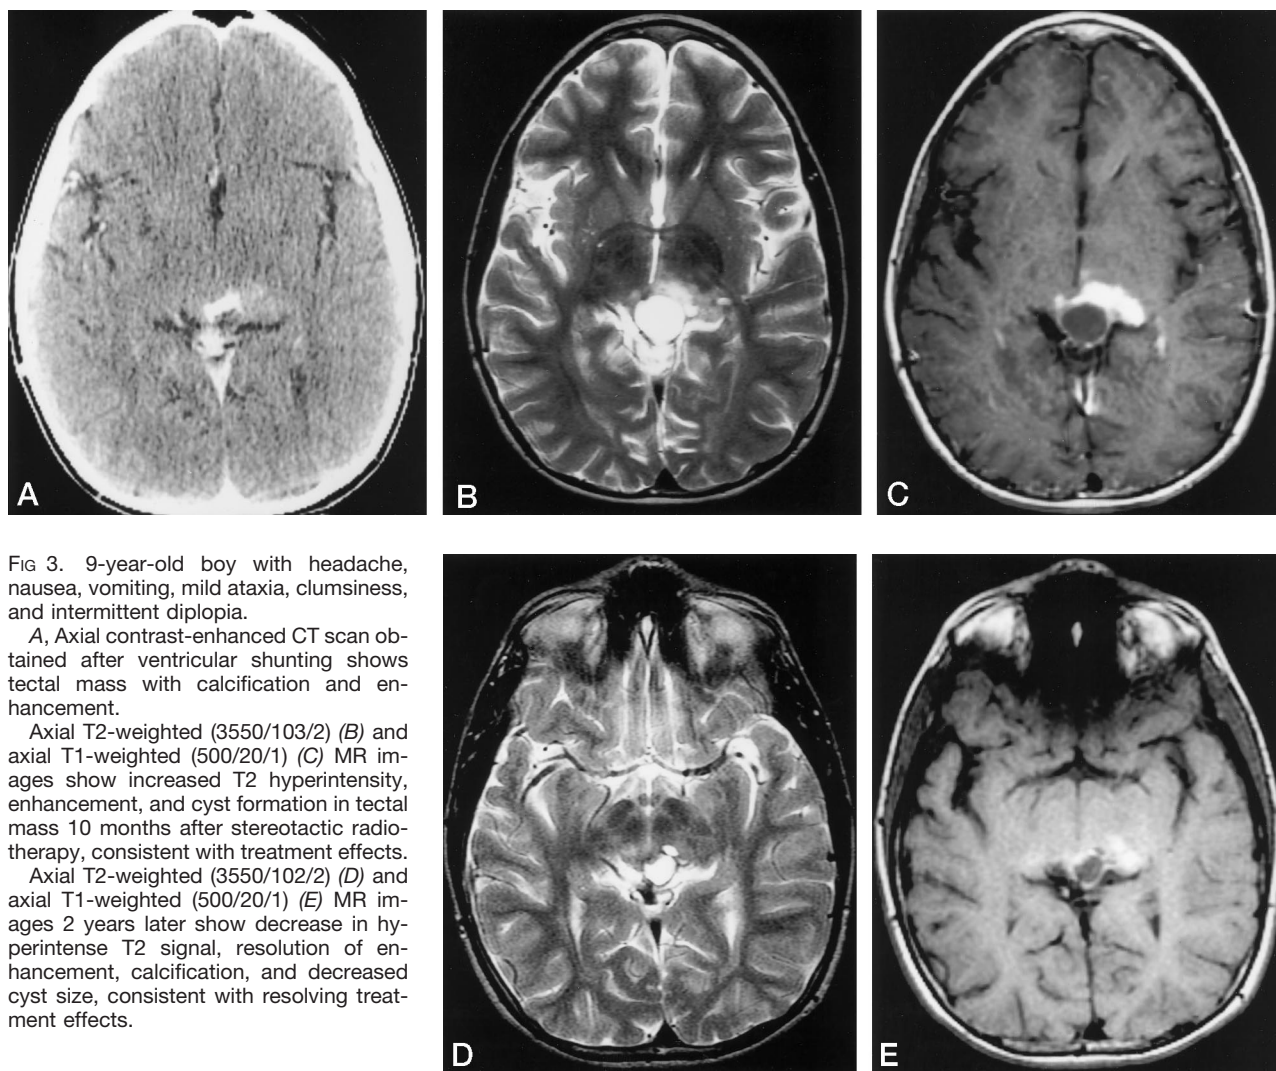 A
B
C
FIG 3. 9-year-old boy with headache,
nausea, vomiting, mild ataxia, clumsiness,
and intermittent diplopia.
A, Axial contrast-enhanced CT scan ob-
tained after ventricular shunting shows
tectal mass with calcification and en-
hancement.
Axial T2-weighted (3550/103/2) (B) and
axial T1-weighted (500/20/1) (C) MR im-
ages show increased T2 hyperintensity,
enhancement, and cyst formation in tectal
mass 10 months after stereotactic radio-
therapy, consistent with treatment effects.
Axial T2-weighted (3550/102/2) (D) and
axial T1-weighted (500/20/1) (E) MR im-
ages 2 years later show decrease in hy-
perintense T2 signal, resolution of en-
hancement, calcification, and decreased
cyst size, consistent with resolving treat-
ment effects.
D
E